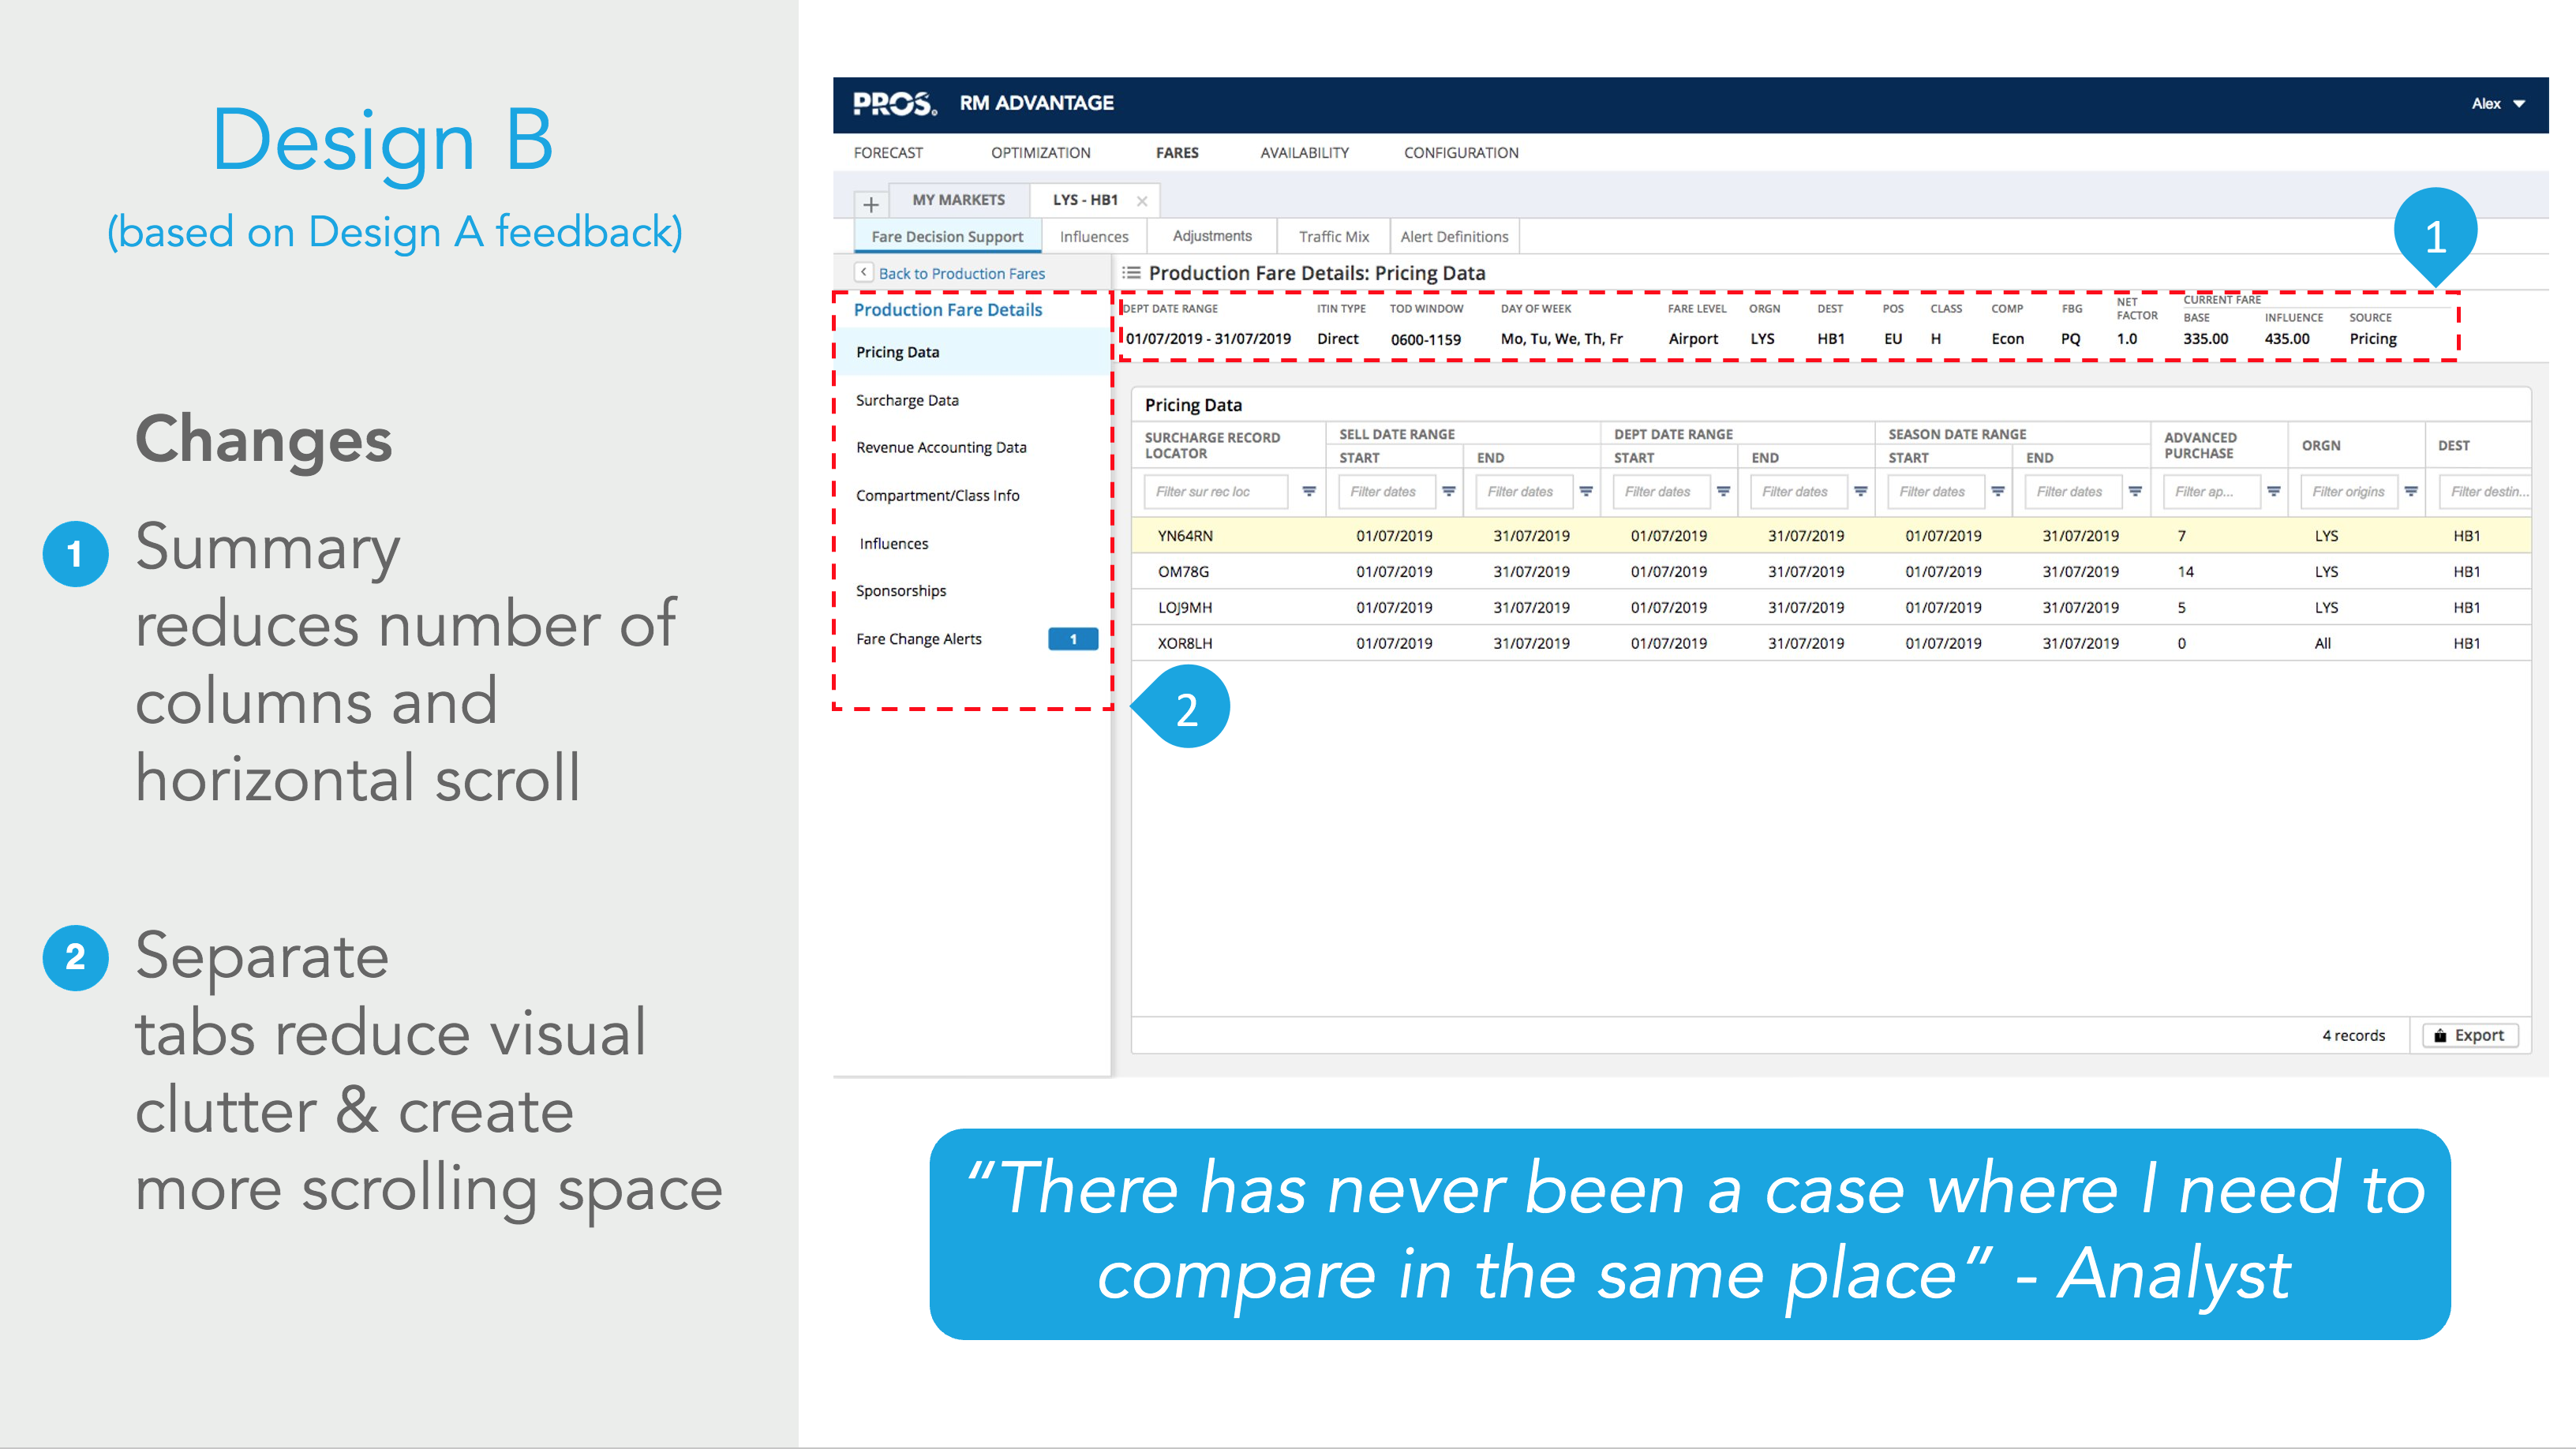 Design B
(based on Design A feedback)
Changes
1 Summary
reduces number of
columns and
horizontal scroll
2 Separate
tabs reduce visual
clutter & create
more scrolling space
PROS® RM ADVANTAGE Alex
FORECAST OPTIMIZATION FARES AVAILABILITY CONFIGURATION
+ MY MARKETS LYS - HB1 ×
Fare Decision Support Influences Adjustments Traffic Mix Alert Definitions
1
< Back to Production Fares
Production Fare Details: Pricing Data
Production Fare Details
Pricing Data
Surcharge Data
Revenue Accounting Data
Compartment/Class Info
Influences
Sponsorships
Fare Change Alerts 1
2
DEPT DATE RANGE ITIN TYPE TOD WINDOW DAY OF WEEK FARE LEVEL ORGN DEST POS CLASS COMP FBG NET FACTOR CURRENT FARE
BASE INFLUENCE SOURCE
01/07/2019 - 31/07/2019 Direct 0600-1159 Mo, Tu, We, Th, Fr Airport LYS HB1 EU H Econ PQ 1.0 335.00 435.00 Pricing
Pricing Data
SURCHARGE RECORD LOCATOR SELL DATE RANGE DEPT DATE RANGE SEASON DATE RANGE ADVANCED PURCHASE ORGN DEST
START END START END START END
Filter sur rec loc Filter dates Filter dates Filter dates Filter dates Filter dates Filter dates Filter ap... Filter origins Filter destin...
YN64RN 01/07/2019 31/07/2019 01/07/2019 31/07/2019 01/07/2019 31/07/2019 7 LYS HB1
OM78G 01/07/2019 31/07/2019 01/07/2019 31/07/2019 01/07/2019 31/07/2019 14 LYS HB1
LOJ9MH 01/07/2019 31/07/2019 01/07/2019 31/07/2019 01/07/2019 31/07/2019 5 LYS HB1
XOR8LH 01/07/2019 31/07/2019 01/07/2019 31/07/2019 01/07/2019 31/07/2019 0 All HB1
4 records Export
“There has never been a case where I need to
compare in the same place” - Analyst